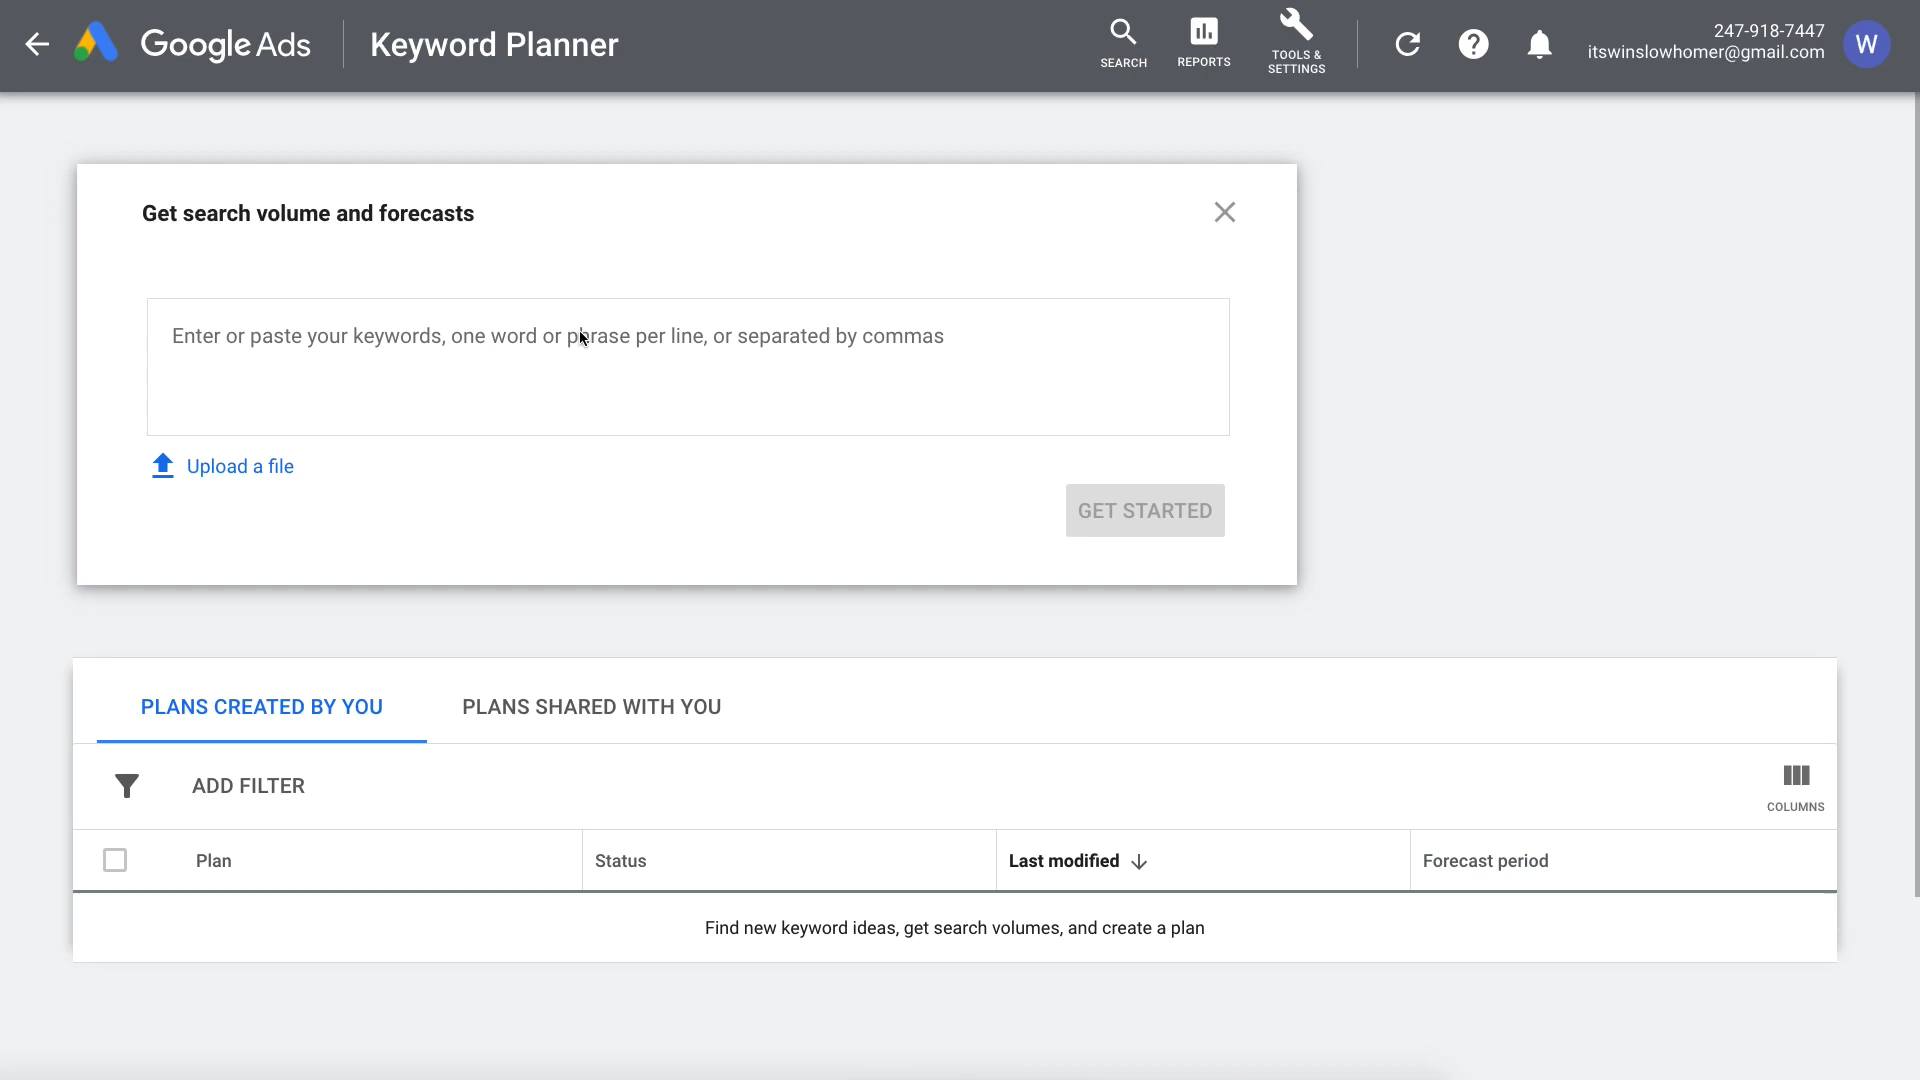 Google Ads
Keyword Planner
SEARCH
REPORTS
TOOLS &
SETTINGS
247-918-7447
itswinslowhomer@gmail.com
W
Get search volume and forecasts
Enter or paste your keywords, one word or phrase per line, or separated by commas
Upload a file
GET STARTED
PLANS CREATED BY YOU
PLANS SHARED WITH YOU
ADD FILTER
COLUMNS
Plan
Status
Last modified
Forecast period
Find new keyword ideas, get search volumes, and create a plan